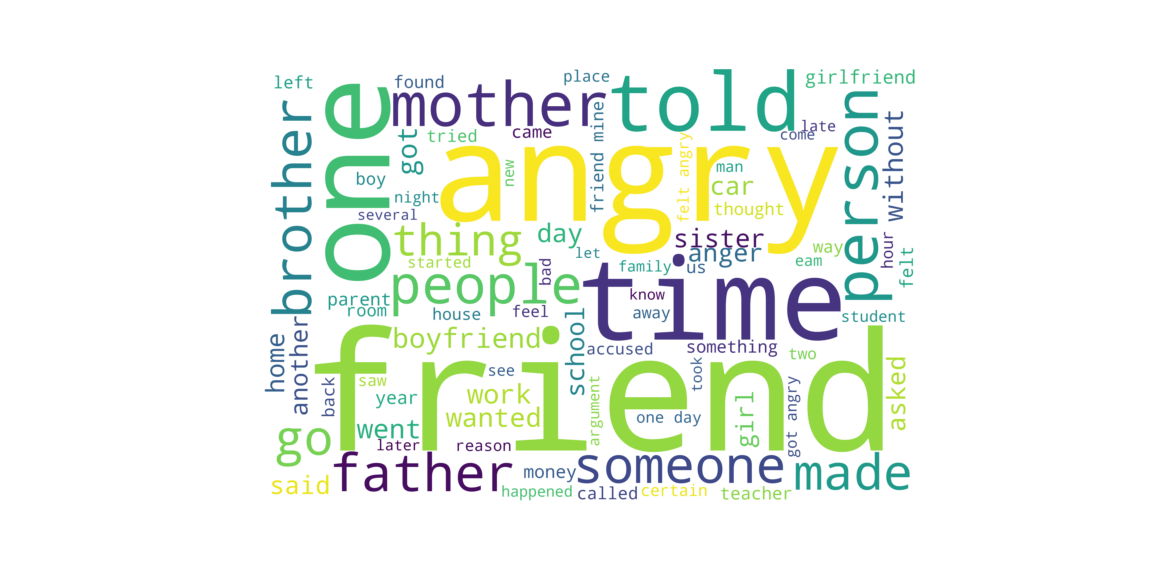 left
found
place
girlfriend
mother
told
one
brother
got
tried
came
friend mine
late
come
person
without
angry
boy
new
felt angry
man
car
thought
night
several
thing
day
sister
anger
way
hour
felt
started
bad
let
family
us
eam
people
time
know
away
parent
room
house
feel
student
school
home
another
boyfriend
accused
something
two
friend
back
saw
see
took
asked
year
work
wanted
argument
one day
girl
got angry
go
went
later
reason
father
someone
made
money
said
happened
called
certain
teacher